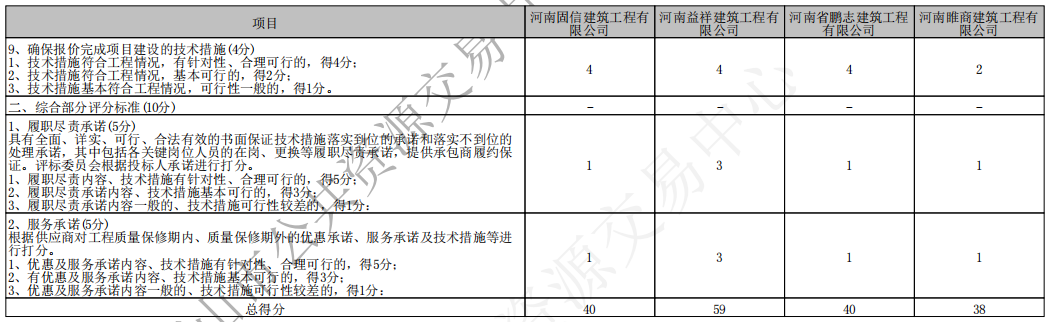 项目 河南固信建筑工程有限公司 河南益祥建筑工程有限公司 河南省鹏志建筑工程有限公司 河南睢商建筑工程有限公司
9、确保报价完成项目建设的技术措施(4分)
1、技术措施符合工程情况，有针对性、合理可行的，得4分；
2、技术措施符合工程情况，基本可行的，得2分；
3、技术措施基本符合工程情况，可行性一般的，得1分。
4 4 4 2
二、综合部分评分标准(10分) - - - -
1、履职尽责承诺(5分)
具有全面、详实、可行、合法有效的书面保证技术措施落实到位的承诺和落实不到位的
处理承诺，其中包括各关键岗位人员的在岗、更换等履职尽责承诺，提供承包商履约保
证。评标委员会根据投标人承诺进行打分。
1、履职尽责内容、技术措施有针对性、合理可行的，得5分；
2、履职尽责承诺内容、技术措施基本可行的，得3分；
3、履职尽责承诺内容一般的、技术措施可行性较差的，得1分；
1 3 1 1
2、服务承诺(5分)
根据供应商对工程质量保修期内、质量保修期外的优惠承诺、服务承诺及技术措施等进
行打分。
1、优惠及服务承诺内容、技术措施有针对性、合理可行的，得5分；
2、有优惠及服务承诺内容、技术措施基本可行的，得3分；
3、优惠及服务承诺内容一般的、技术措施可行性较差的，得1分；
1 3 1 1
总得分 40 59 40 38
山市公共资源交易中
资源交易中心